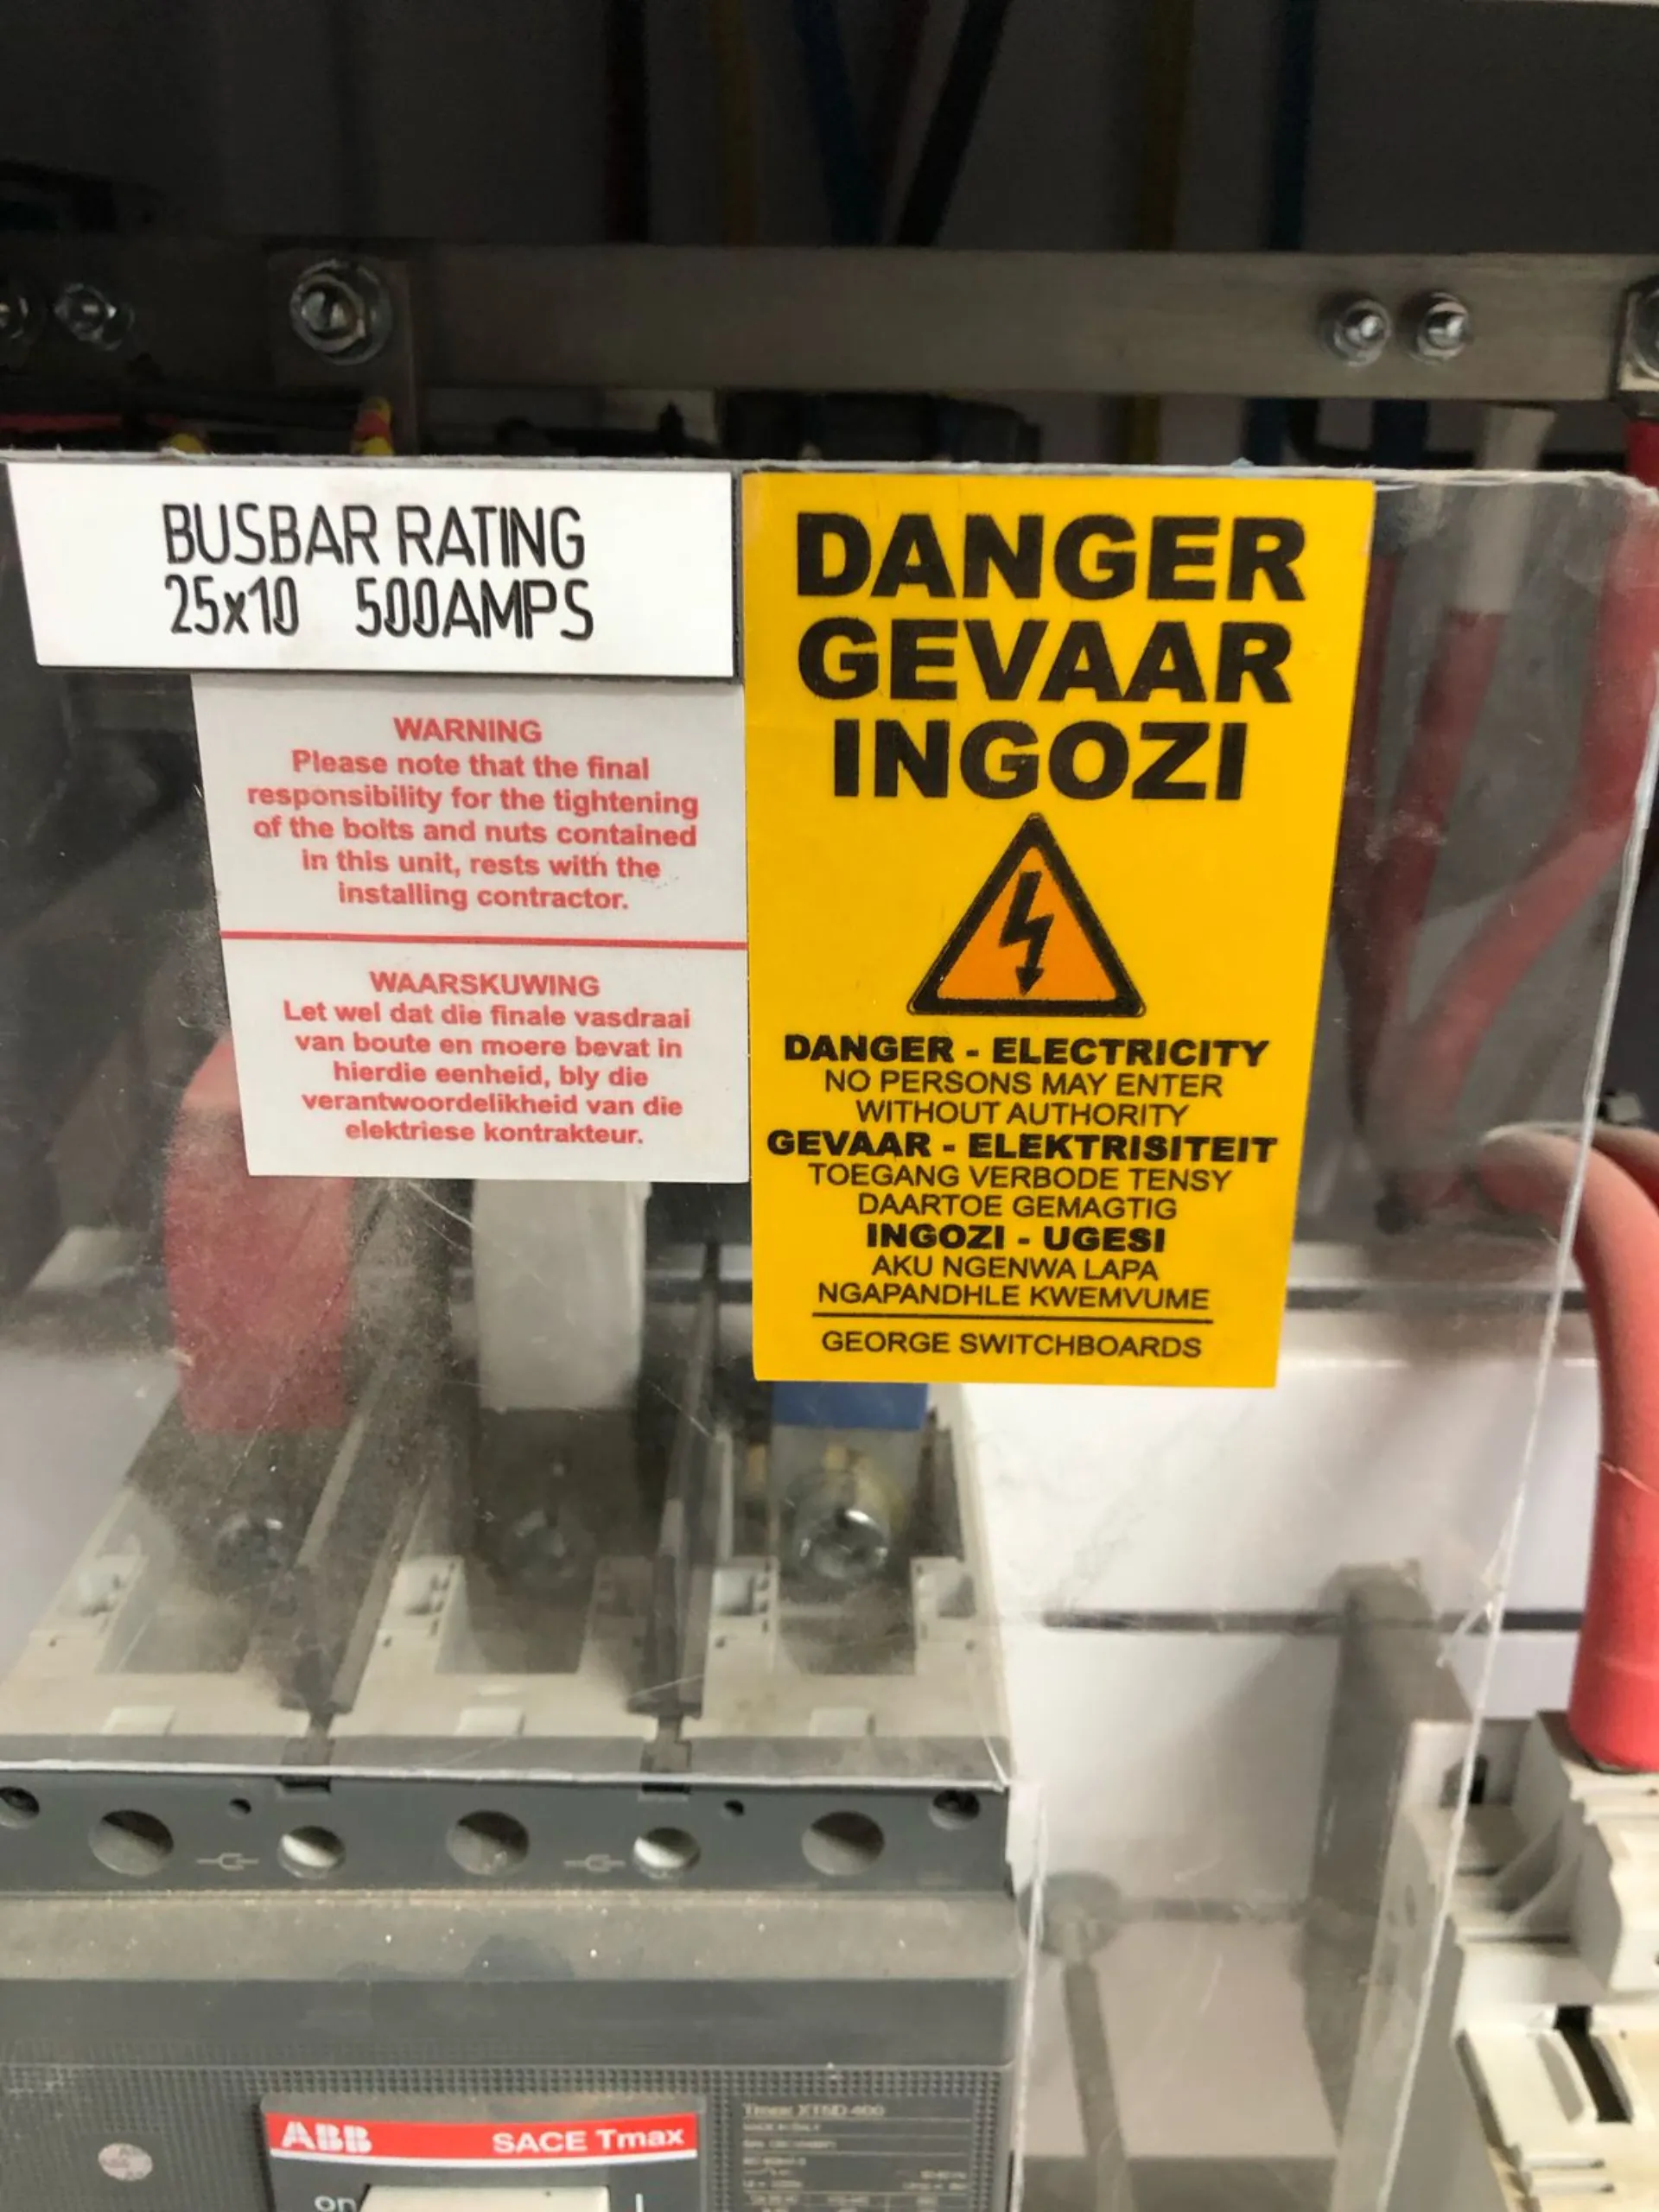 BUSBAR RATING
25x10 500AMPS
WARNING
Please note that the final
responsibility for the tightening
of the bolts and nuts contained
in this unit, rests with the
installing contractor.
WAARSKUWING
Let wel dat die finale vasdraai
van boute en moere bevat in
hierdie eenheid, bly die
verantwoordelikheid van die
elektriese kontrakteur.
DANGER
GEVAAR
INGOZI
DANGER - ELECTRICITY
NO PERSONS MAY ENTER
WITHOUT AUTHORITY
GEVAAR - ELEKTRISITEIT
TOEGANG VERBODE TENSY
DAARTOE GEMAGTIG
INGOZI - UGESI
AKU NGENWA LAPA
NGAPANDHLE KWEMVUME
GEORGE SWITCHBOARDS
ABB SACE Tmax
on